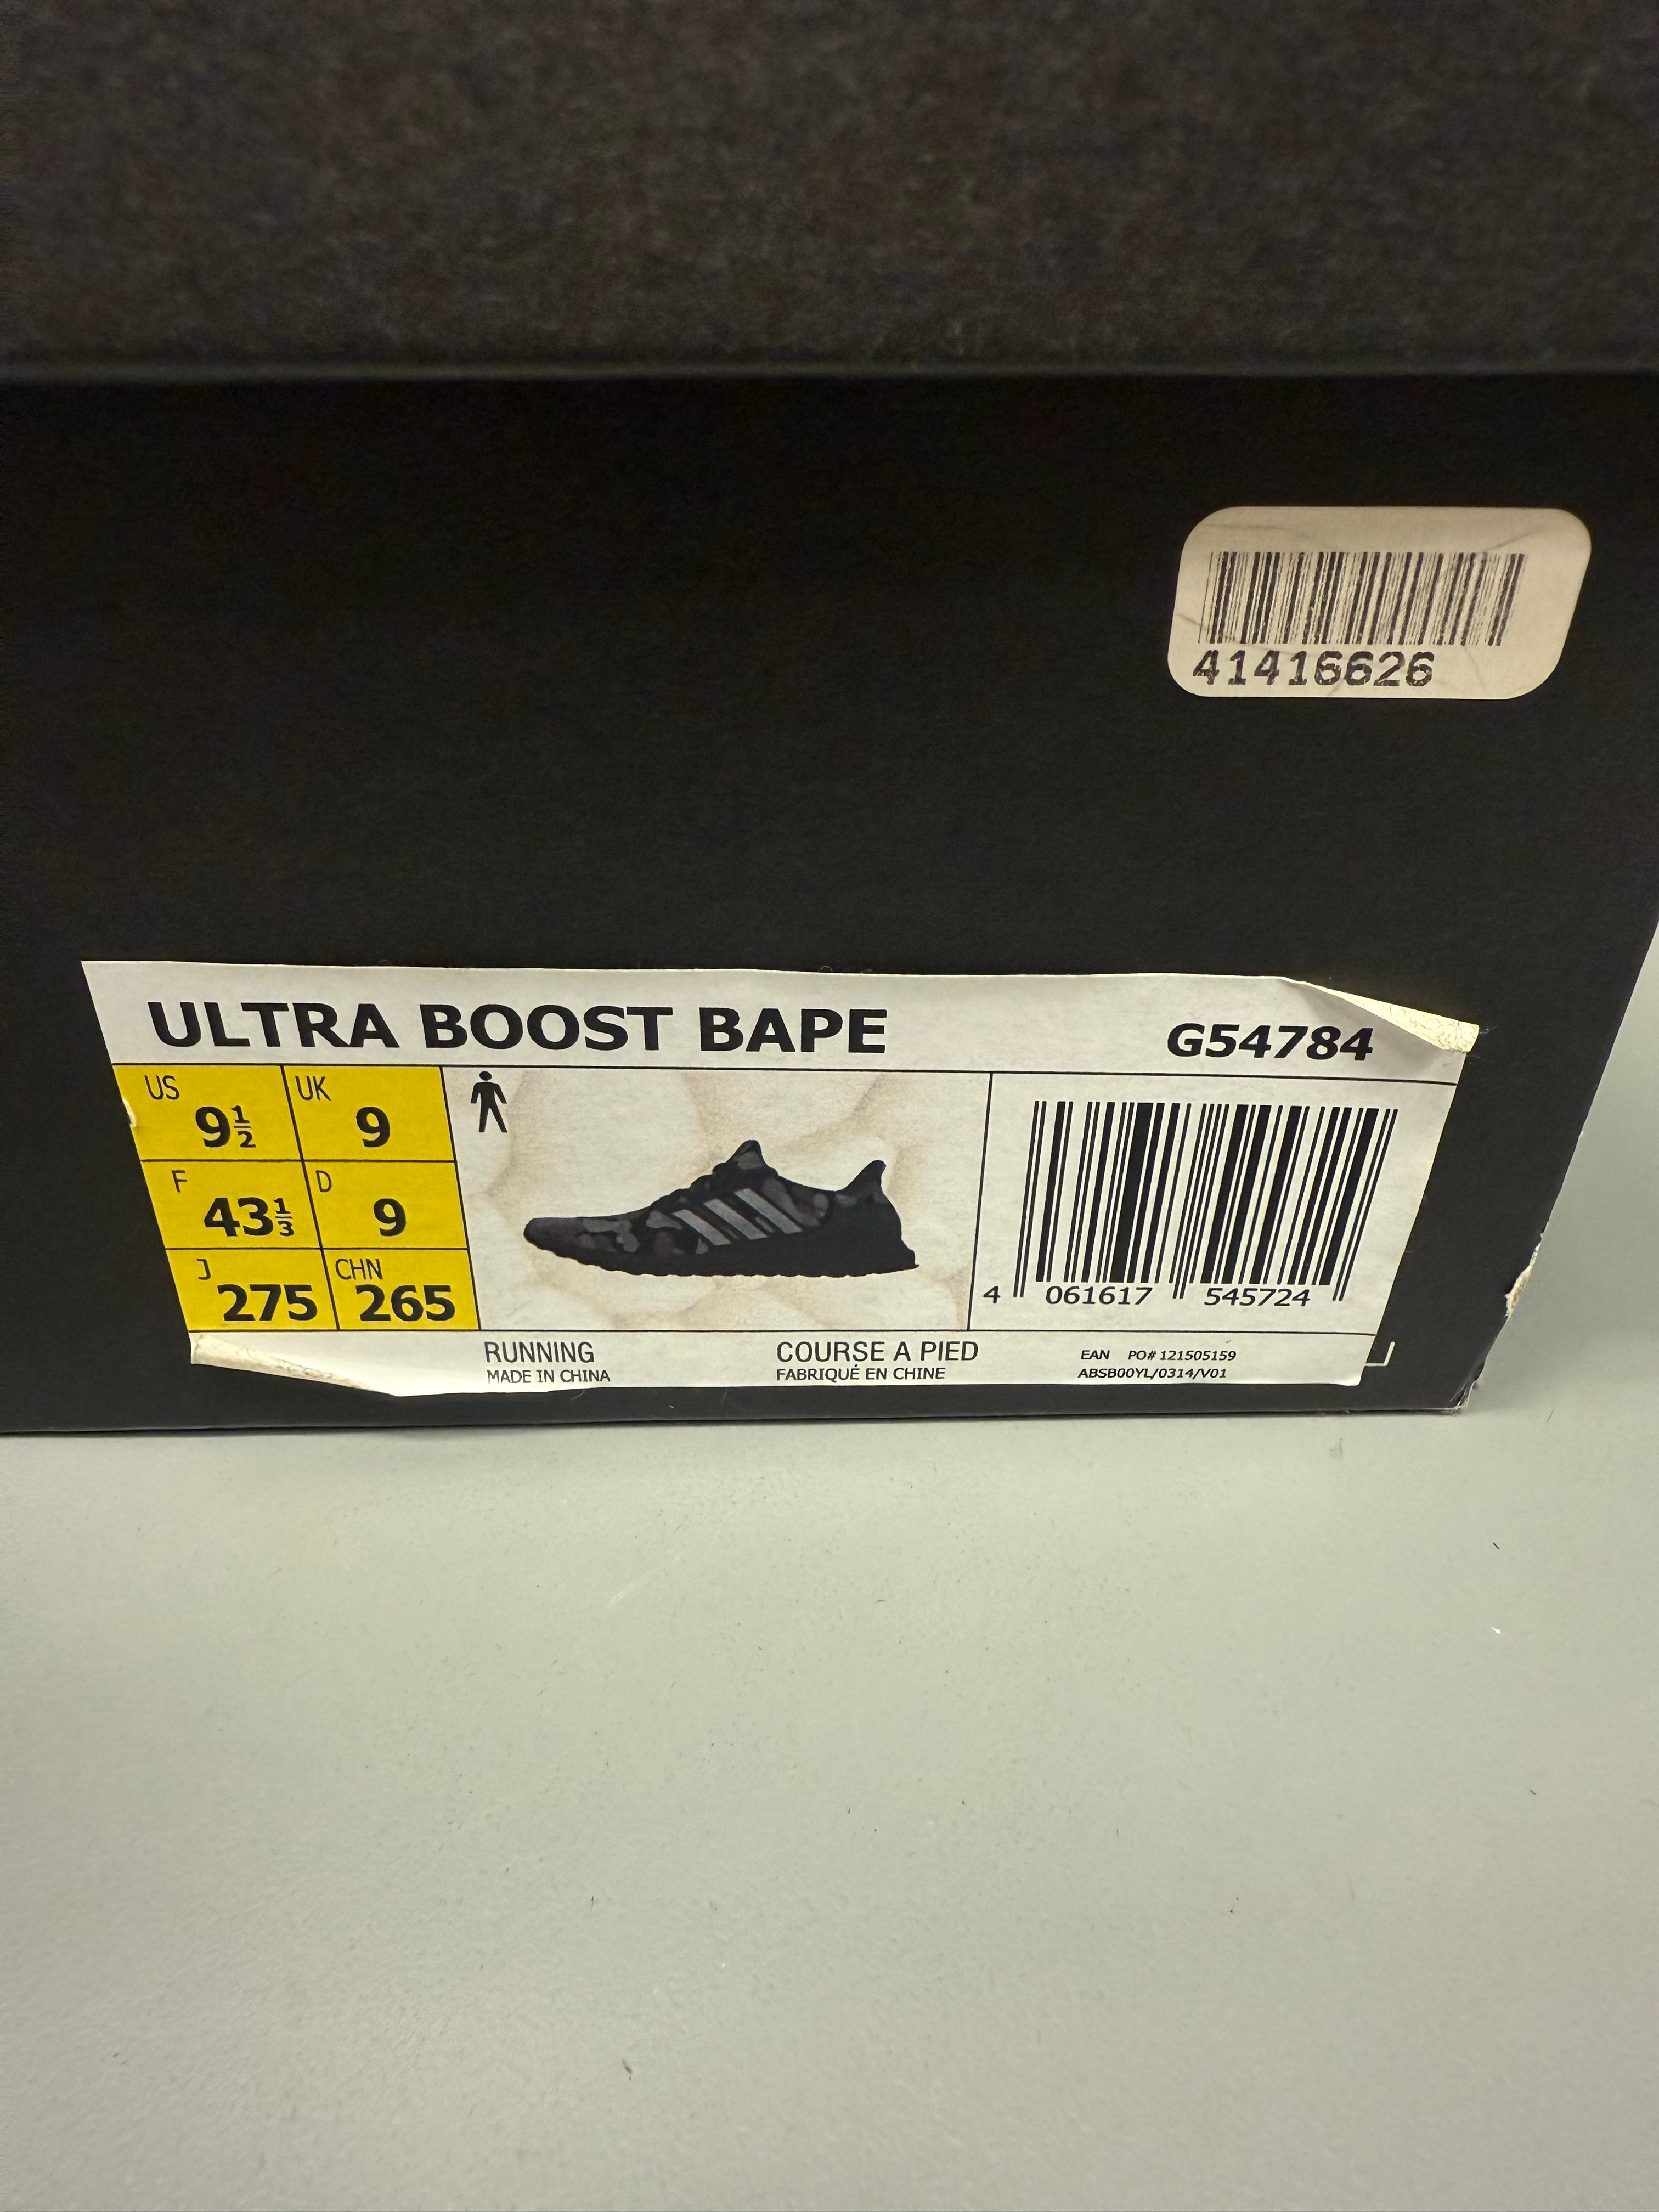 41416626
ULTRA BOOST BAPE G54784
US 9½ UK 9
F 43⅓ D 9
J 275 CHN 265
4 061617 545724
RUNNING COURSE A PIED EAN PO# 121505159
MADE IN CHINA FABRIQUÉ EN CHINE ABSB00YL/0314/V01